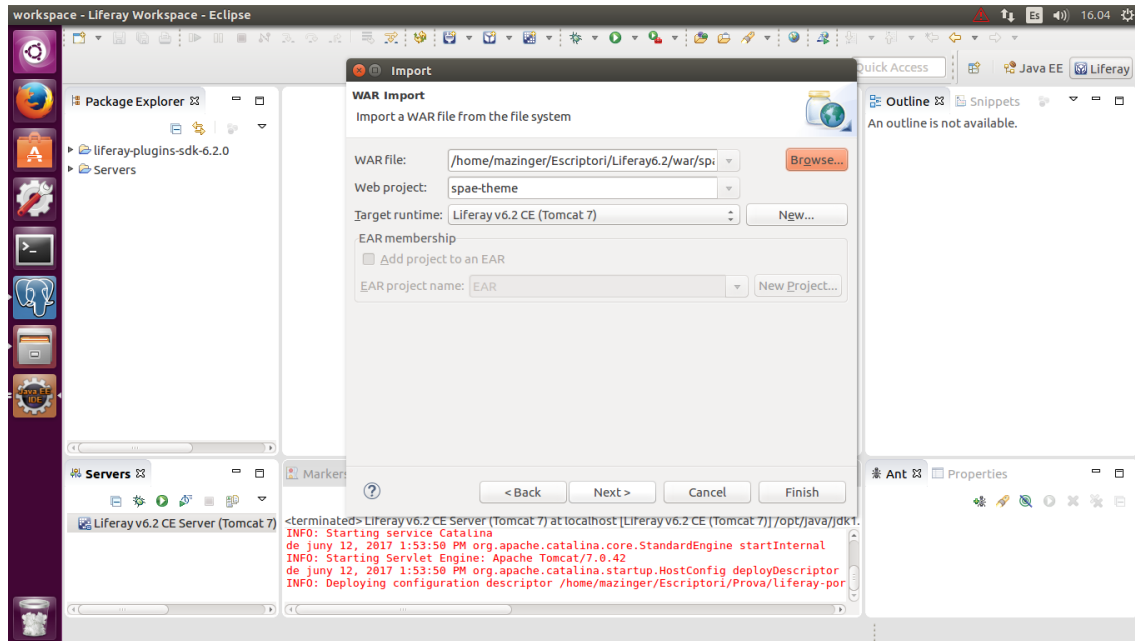 workspace - Liferay Workspace - Eclipse
Es
16.04
Quick Access
Java EE
Liferay
Package Explorer
liferay-plugins-sdk-6.2.0
Servers
Import
WAR Import
Import a WAR file from the file system
WAR file:
/home/mazinger/Escriptori/Liferay6.2/war/spa
Browse...
Web project:
spae-theme
Target runtime:
Liferay v6.2 CE (Tomcat 7)
New...
EAR membership
Add project to an EAR
EAR project name:
EAR
New Project...
< Back
Next >
Cancel
Finish
Outline
Snippets
An outline is not available.
Java EE
IDE
Servers
Liferay v6.2 CE Server (Tomcat 7)
Markers
<terminated> Liferay v6.2 CE Server (Tomcat 7) at localhost [Liferay v6.2 CE (Tomcat 7)] /opt/java/jdk1.
INFO: Starting service Catalina
de juny 12, 2017 1:53:50 PM org.apache.catalina.core.StandardEngine startInternal
INFO: Starting Servlet Engine: Apache Tomcat/7.0.42
de juny 12, 2017 1:53:50 PM org.apache.catalina.startup.HostConfig deployDescriptor
INFO: Deploying configuration descriptor /home/mazinger/Escriptori/Prova/liferay-por
Ant
Properties